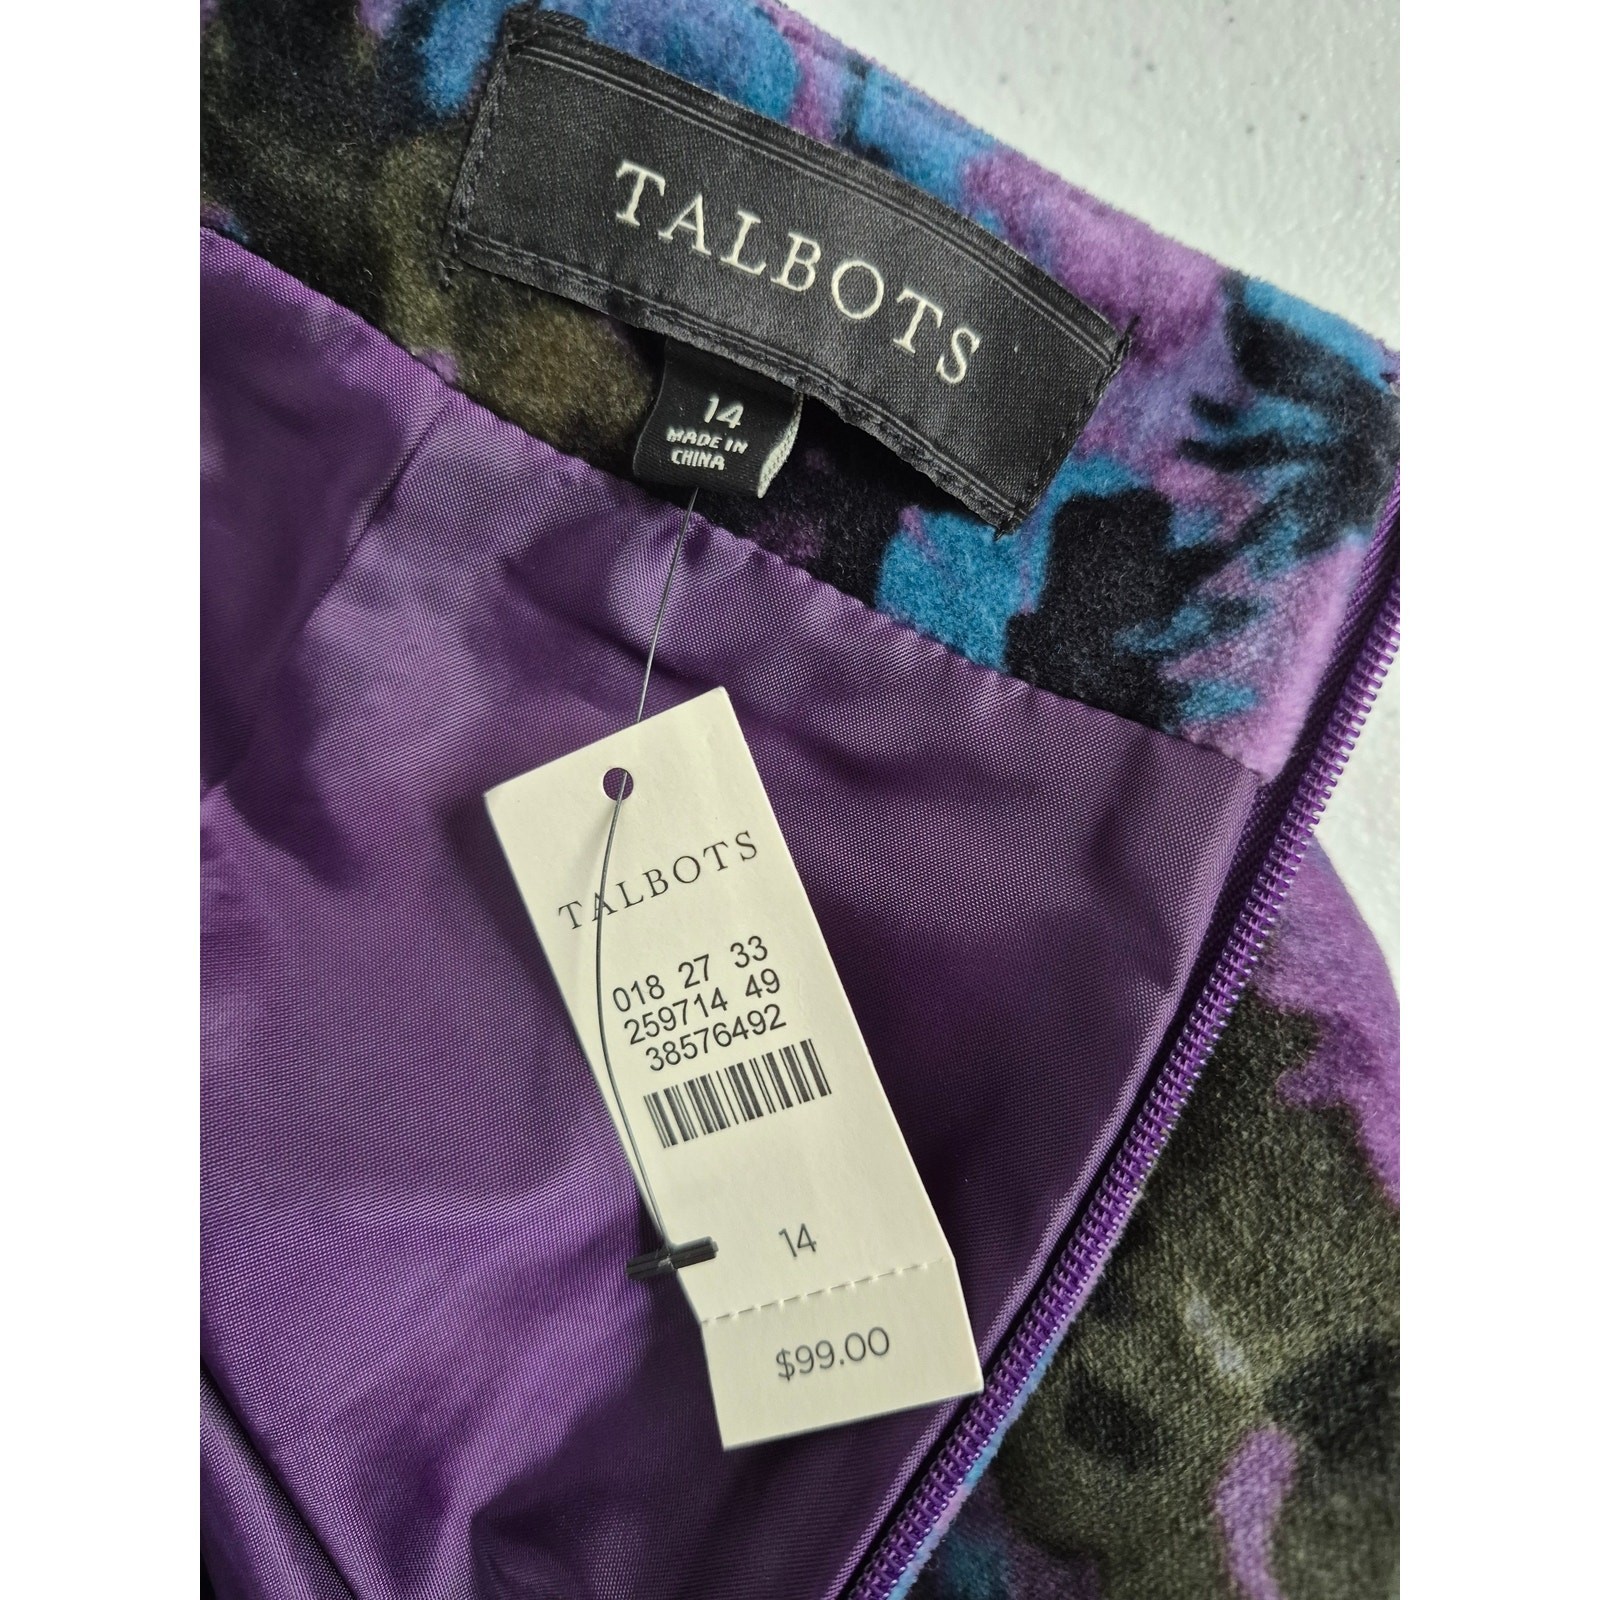 TALBOTS
14
MADE IN
CHINA
TALBOTS
018 27 33
259714 49
38576492
14
$99.00